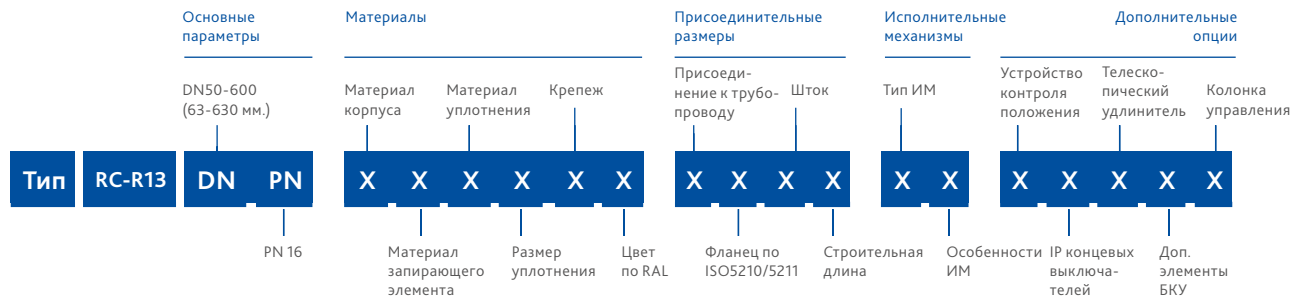 Основные
параметры
Материалы
Присоединительные
размеры
Исполнительные
механизмы
Дополнительные
опции
DN50-600
(63-630 мм.)
Материал
корпуса
Материал
уплотнения
Крепеж
Присоеди-
нение к трубо-
проводу
Шток
Тип ИМ
Устройство
контроля
положения
Телеско-
пический
удлинитель
Колонка
управления
Тип RC-R13 DN PN X X X X X X X X X X X X X X X X X
PN 16
Материал
запирающего
элемента
Размер
уплотнения
Цвет
по RAL
Фланец по
ISO5210/5211
Строительная
длина
Особенности
ИМ
IP концевых
выключа-
телей
Доп.
элементы
БКУ